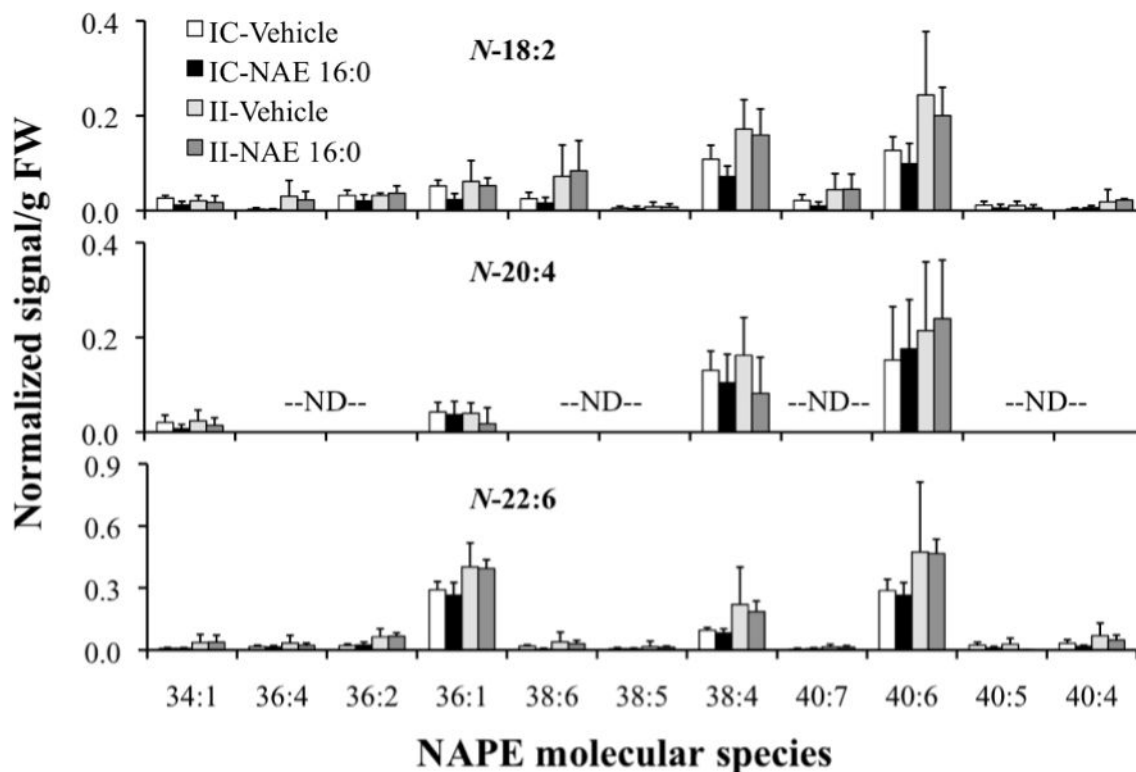 Normalized signal/g FW
0.4
0.2
0.0
IC-Vehicle
IC-NAE 16:0
II-Vehicle
II-NAE 16:0
N-18:2
0.4
0.2
0.0
N-20:4
--ND--
--ND--
--ND--
--ND--
0.9
0.6
0.3
0.0
N-22:6
34:1 36:4 36:2 36:1 38:6 38:5 38:4 40:7 40:6 40:5 40:4
NAPE molecular species